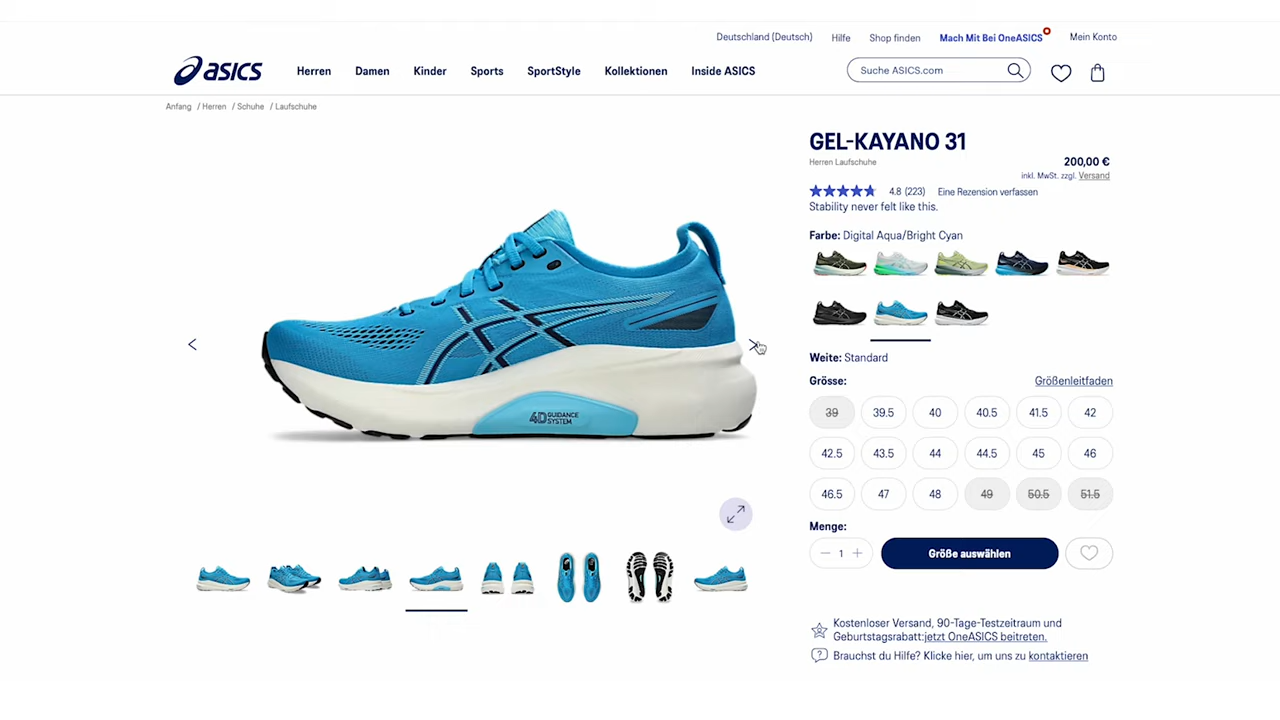 Deutschland (Deutsch)
Hilfe
Shop finden
Mach Mit Bei OneASICS
Mein Konto
asics
Herren
Damen
Kinder
Sports
SportStyle
Kollektionen
Inside ASICS
Suche ASICS.com
Anfang / Herren / Schuhe / Laufschuhe
GEL-KAYANO 31
Herren Laufschuhe
200,00 €
inkl. MwSt. zzgl. Versand
4.8 (223) Eine Rezension verfassen
Stability never felt like this.
Farbe: Digital Aqua/Bright Cyan
4D GUIDANCE
SYSTEM
Weite: Standard
Grösse:
Größenleitfaden
39 39.5 40 40.5 41.5 42
42.5 43.5 44 44.5 45 46
46.5 47 48 49 50.5 51.5
Menge:
1
Größe auswählen
Kostenloser Versand, 90-Tage-Testzeitraum und
Geburtstagsrabatt:jetzt OneASICS beitreten.
Brauchst du Hilfe? Klicke hier, um uns zu kontaktieren